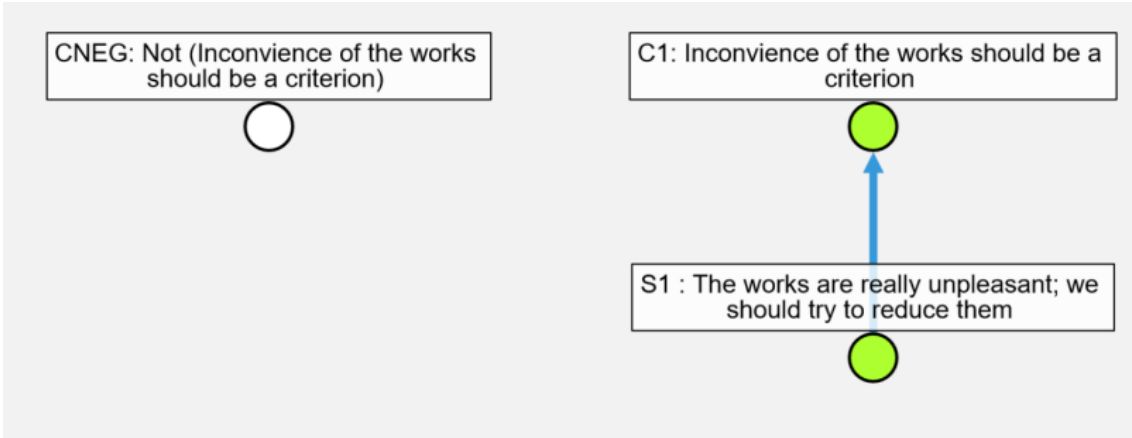 CNEG: Not (Inconvience of the works
should be a criterion)
C1: Inconvience of the works should be a
criterion
S1 : The works are really unpleasant; we
should try to reduce them